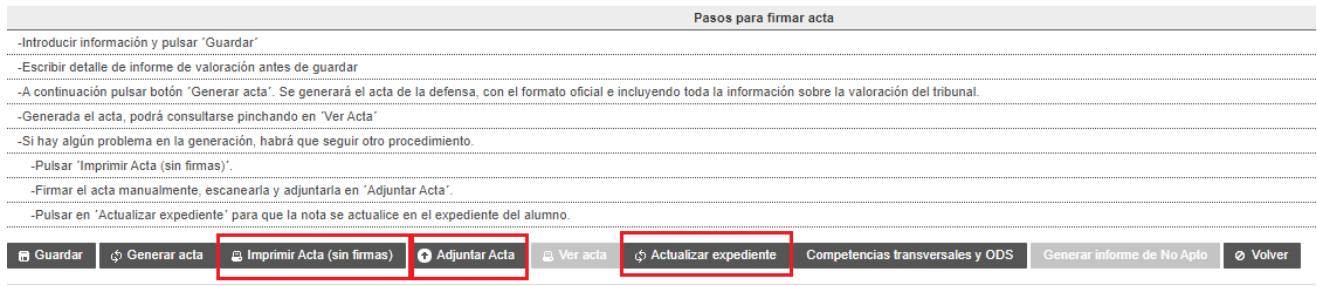 Pasos para firmar acta
-Introducir información y pulsar ´Guardar´
-Escribir detalle de informe de valoración antes de guardar
-A continuación pulsar botón ´Generar acta´. Se generará el acta de la defensa, con el formato oficial e incluyendo toda la información sobre la valoración del tribunal.
-Generada el acta, podrá consultarse pinchando en ´Ver Acta´
-Si hay algún problema en la generación, habrá que seguir otro procedimiento.
-Pulsar ´Imprimir Acta (sin firmas)´.
-Firmar el acta manualmente, escanearla y adjuntarla en ´Adjuntar Acta´.
-Pulsar en ´Actualizar expediente´ para que la nota se actualice en el expediente del alumno.
Guardar Generar acta Imprimir Acta (sin firmas) Adjuntar Acta Ver acta Actualizar expediente Competencias transversales y ODS Generar informe de No Apto Volver